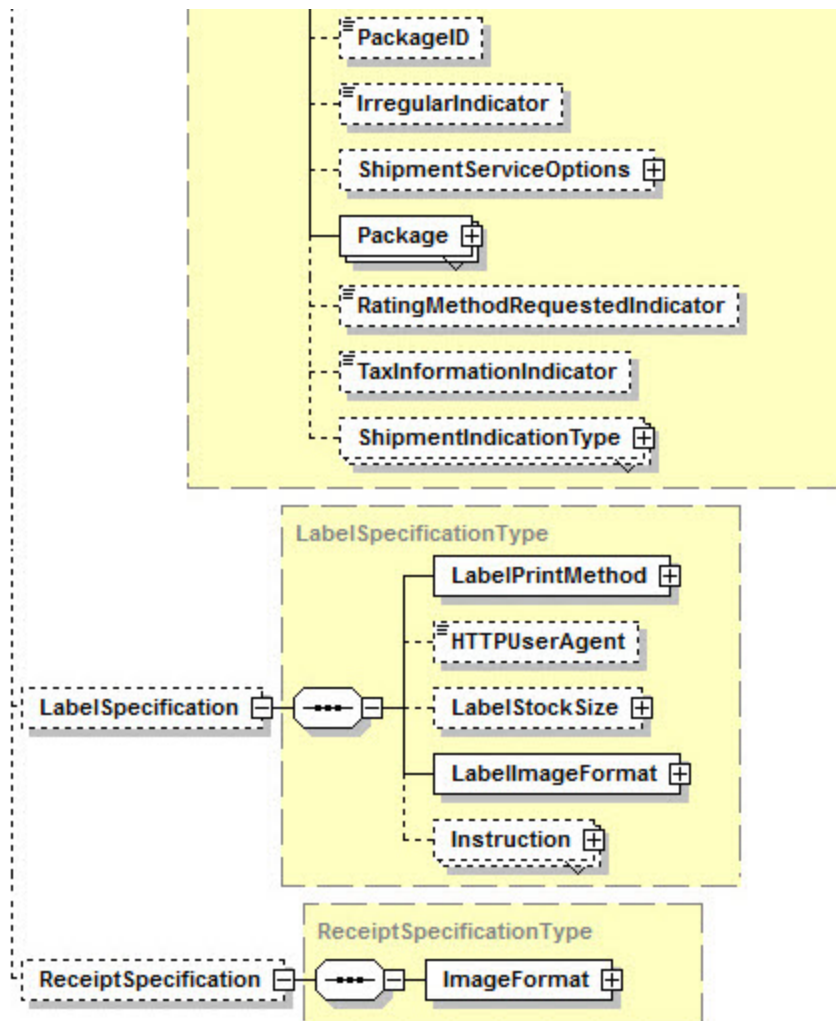 PackageID
IrregularIndicator
ShipmentServiceOptions
Package
RatingMethodRequestedIndicator
TaxInformationIndicator
ShipmentIndicationType
LabelSpecificationType
LabelPrintMethod
HTTPUserAgent
LabelSpecification
LabelStockSize
LabelImageFormat
Instruction
ReceiptSpecificationType
ReceiptSpecification
ImageFormat